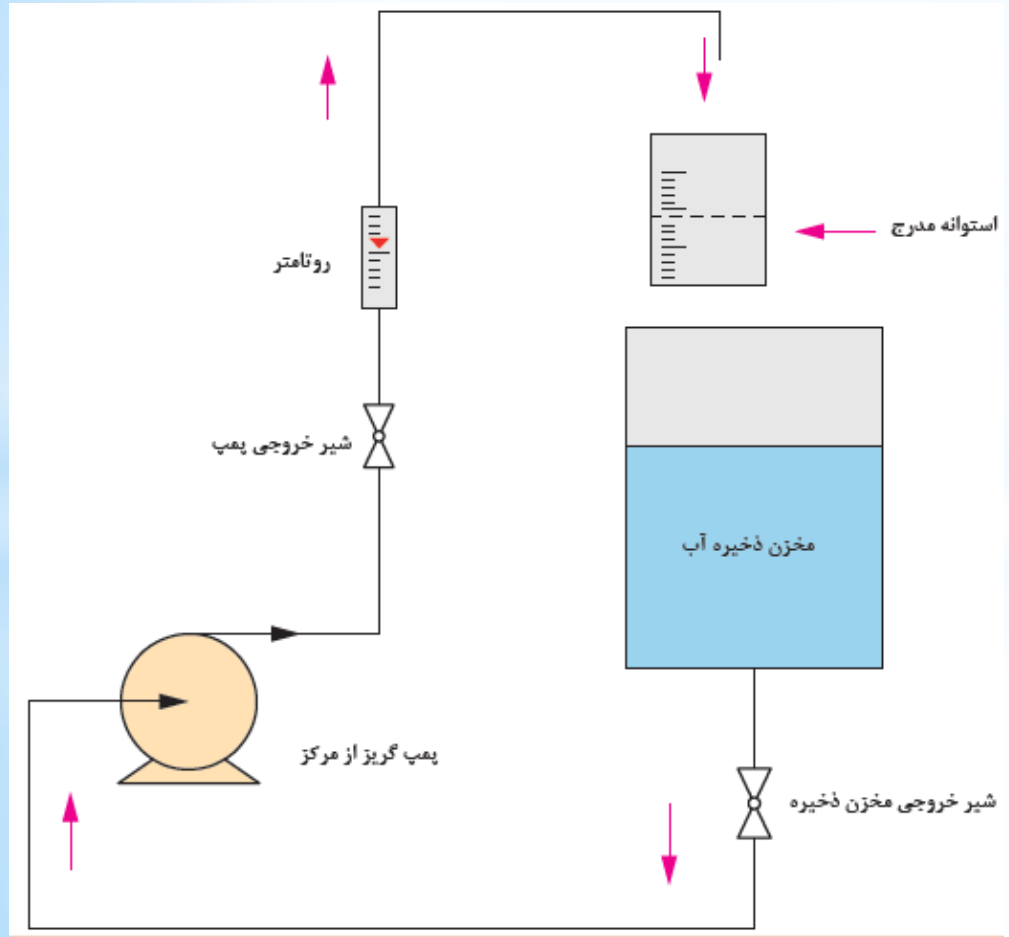 استوانه مدرج
روتامتر
شیر خروجی پمپ
مخزن ذخیره آب
پمپ گریز از مرکز
شیر خروجی مخزن ذخیره